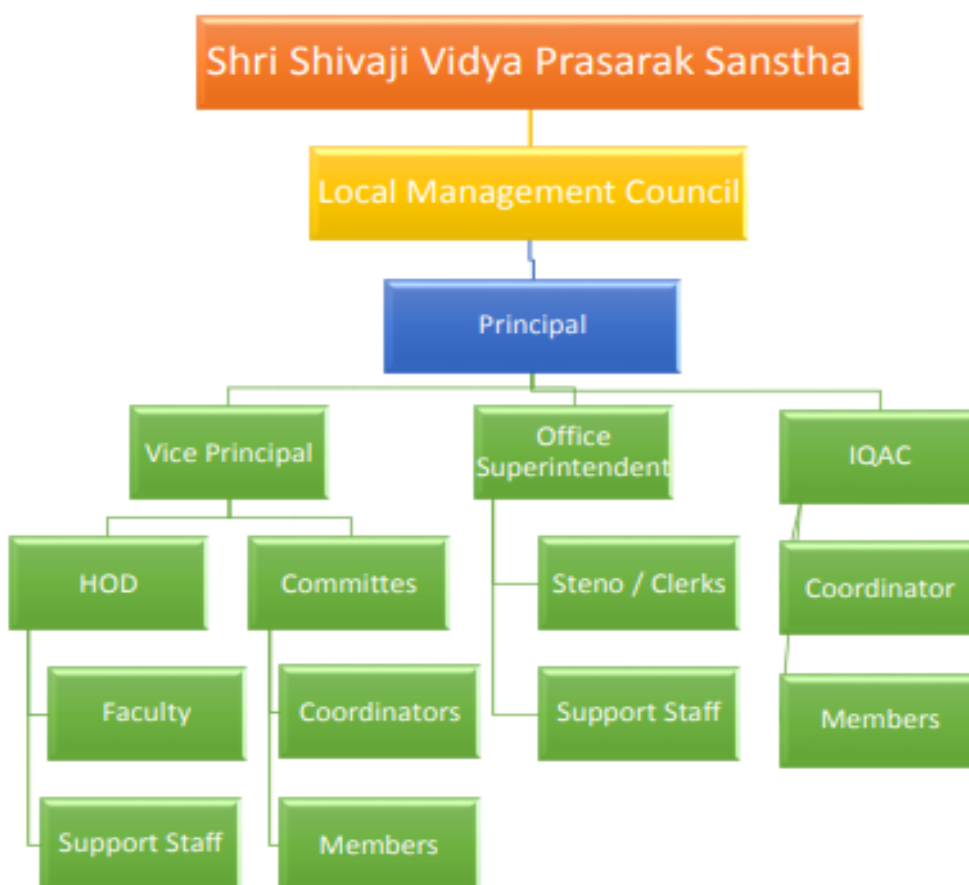 Shri Shivaji Vidya Prasarak Sanstha
Local Management Council
Principal
Vice Principal
Office
Superintendent
IQAC
HOD
Committes
Steno / Clerks
Coordinator
Faculty
Coordinators
Support Staff
Members
Support Staff
Members